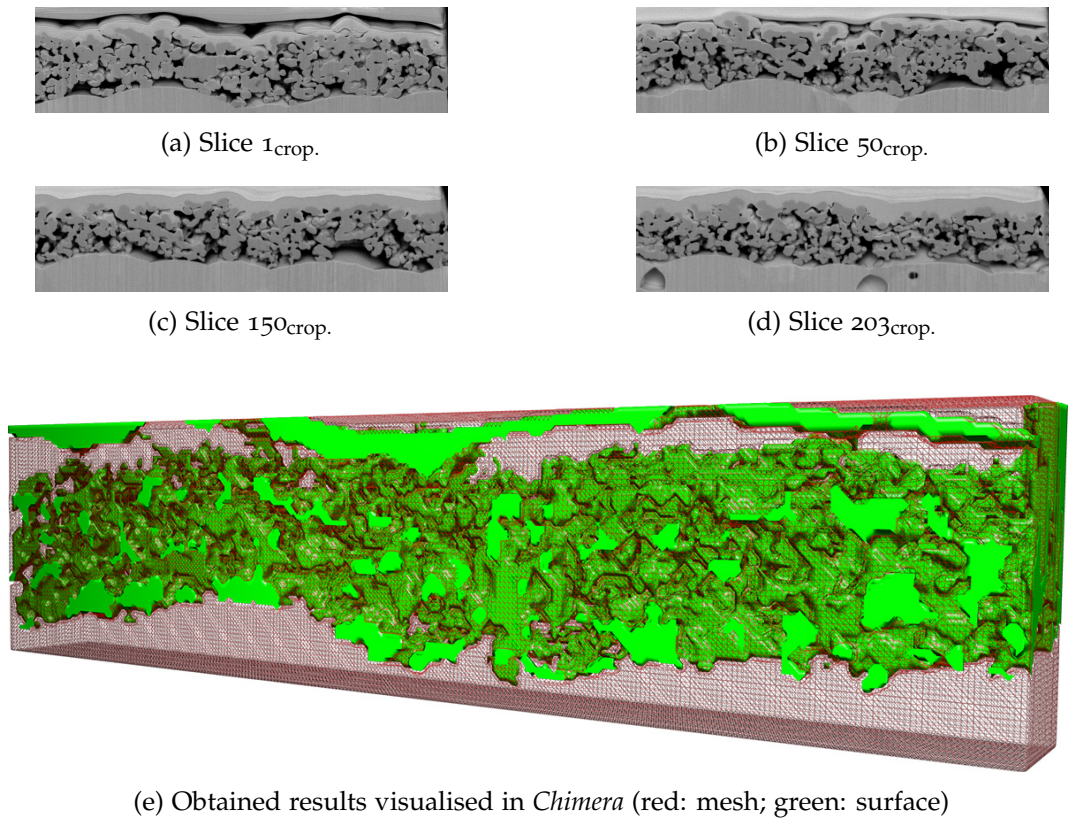 (a) Slice 1crop.
(b) Slice 50crop.
(c) Slice 150crop.
(d) Slice 203crop.
(e) Obtained results visualised in Chimera (red: mesh; green: surface)